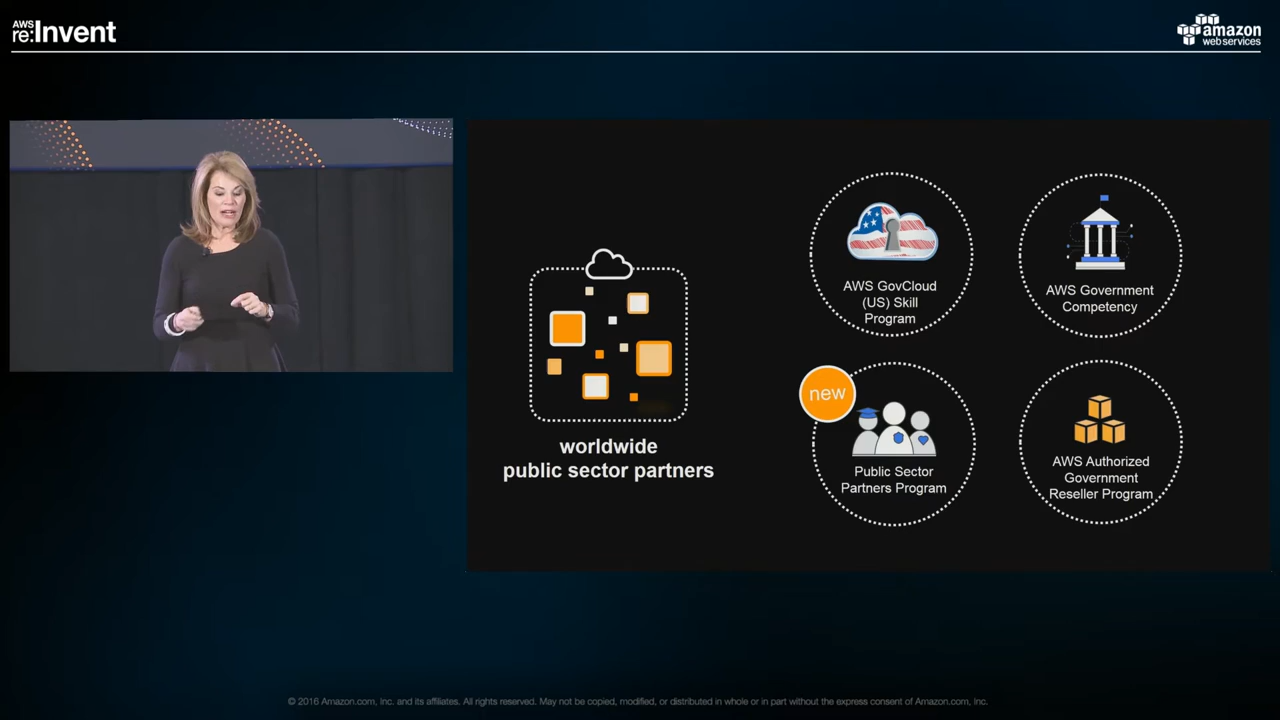 AWS
re:Invent
amazon
web services
AWS GovCloud
(US) Skill
Program
AWS Government
Competency
new
Public Sector
Partners Program
AWS Authorized
Government
Reseller Program
worldwide
public sector partners
© 2016 Amazon.com, Inc. and its affiliates. All rights reserved. May not be copied, modified, or distributed in whole or in part without the express consent of Amazon.com, Inc.